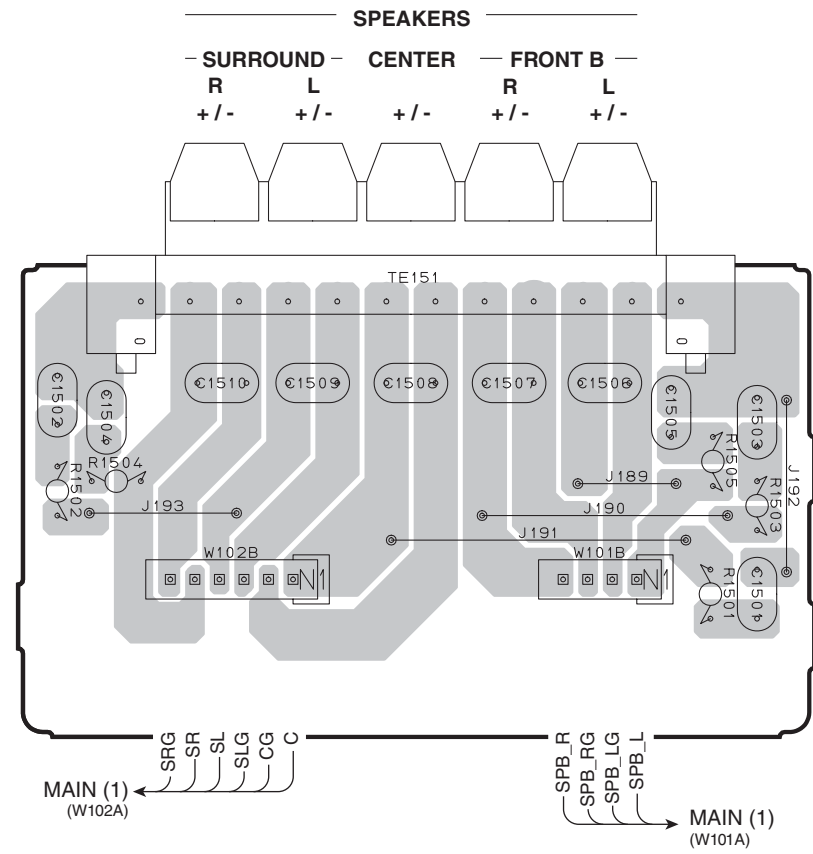 SPEAKERS
SURROUND CENTER FRONT B
R L R L
+ / - + / - + / - + / - + / -
TE151
C1510 C1509 C1508 C1507 C1506
C1502
C1504
C1505
C1503
R1504
R1502
R1505
R1503
J192
J189
J193
J190
J191
W102B
W101B
N1
N1
R1501
C1501
SRG
SR
SL
SLG
CG
C
SPB_R
SPB_RG
SPB_LG
SPB_L
MAIN (1)
(W102A)
MAIN (1)
(W101A)